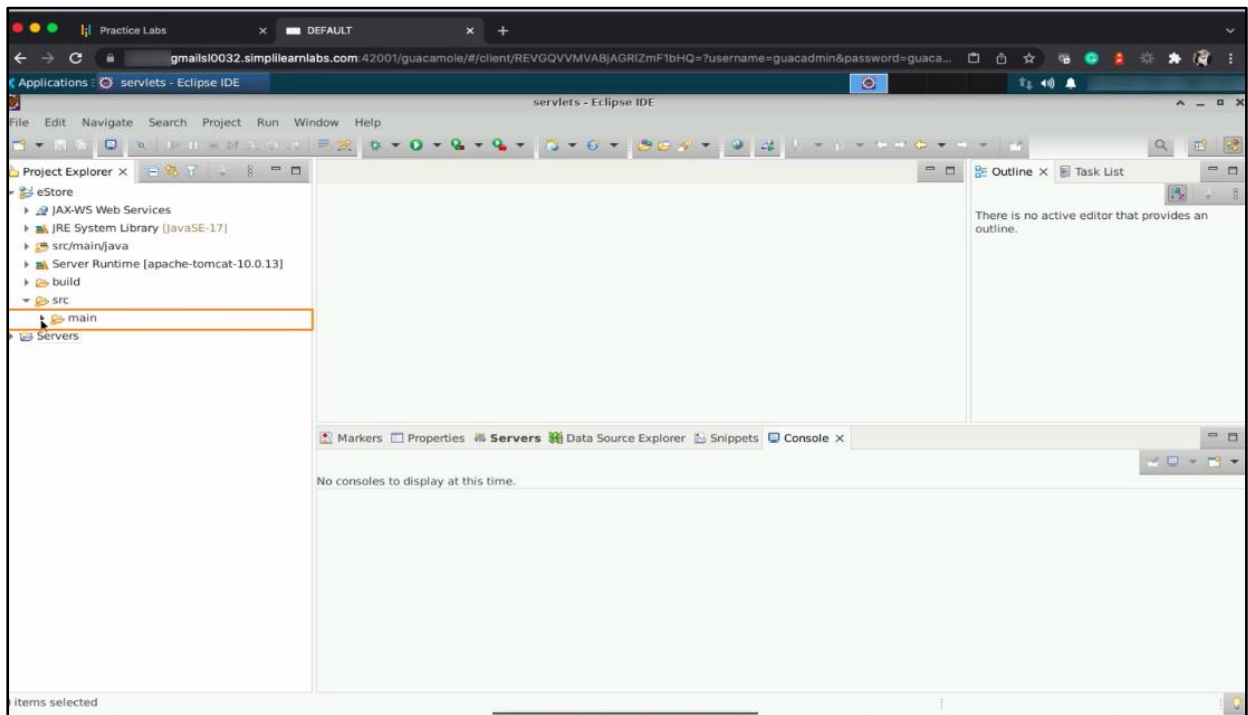 Practice Labs
DEFAULT
gmailsl0032.simplilearnlabs.com:42001/guacamole/#/client/REVGQVVMVABjAGRlZmF1bHQ=?username=guacadmin&password=guaca...
Applications
servlets - Eclipse IDE
servlets - Eclipse IDE
File Edit Navigate Search Project Run Window Help
Project Explorer
Outline
Task List
eStore
JAX-WS Web Services
JRE System Library [JavaSE-17]
src/main/java
Server Runtime [apache-tomcat-10.0.13]
build
src
main
Servers
There is no active editor that provides an
outline.
Markers Properties Servers Data Source Explorer Snippets Console
No consoles to display at this time.
items selected